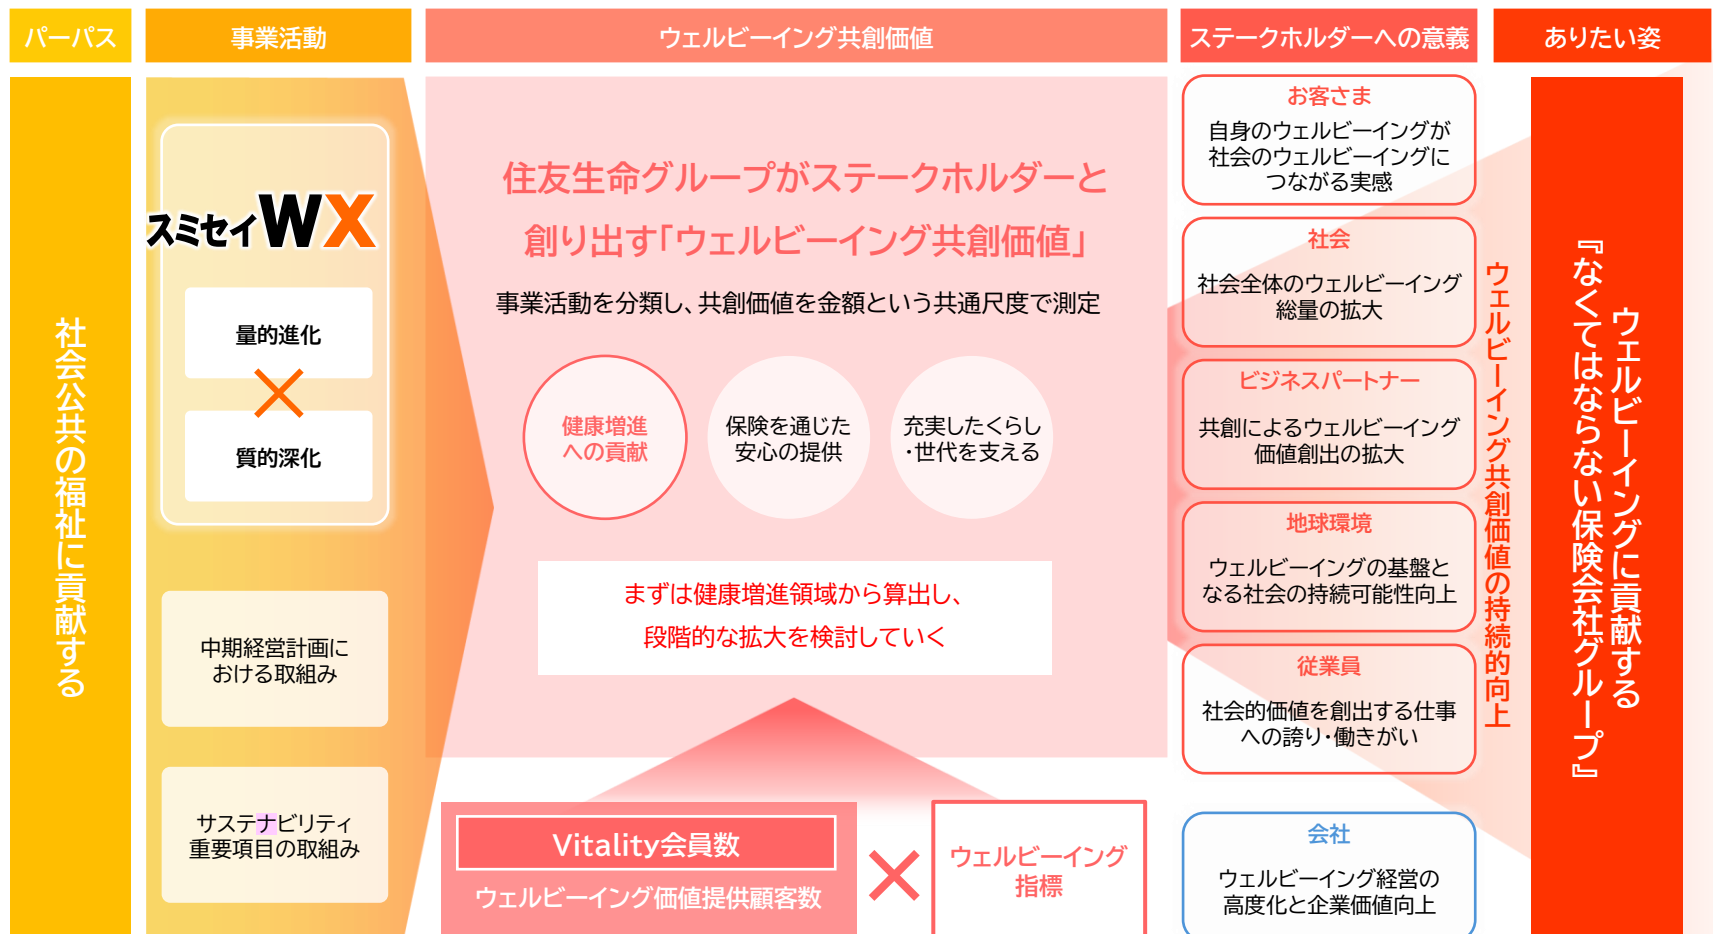 パーパス
事業活動
ウェルビーイング共創価値
ステークホルダーへの意義
ありたい姿
社会公共の福祉に貢献する
スミセイWX
量的進化
×
質的深化
中期経営計画に
おける取組み
サステナビリティ
重要項目の取組み
住友生命グループがステークホルダーと
創り出す「ウェルビーイング共創価値」
事業活動を分類し、共創価値を金額という共通尺度で測定
健康増進
への貢献
保険を通じた
安心の提供
充実したくらし
・世代を支える
まずは健康増進領域から算出し、
段階的な拡大を検討していく
Vitality会員数
ウェルビーイング価値提供顧客数
×
ウェルビーイング
指標
お客さま
自身のウェルビーイングが
社会のウェルビーイングに
つながる実感
社会
社会全体のウェルビーイング
総量の拡大
ビジネスパートナー
共創によるウェルビーイング
価値創出の拡大
地球環境
ウェルビーイングの基盤と
なる社会の持続可能性向上
従業員
社会的価値を創出する仕事
への誇り・働きがい
会社
ウェルビーイング経営の
高度化と企業価値向上
ウェルビーイング共創価値の持続的向上
ウェルビーイングに貢献する
『なくてはならない保険会社グループ』